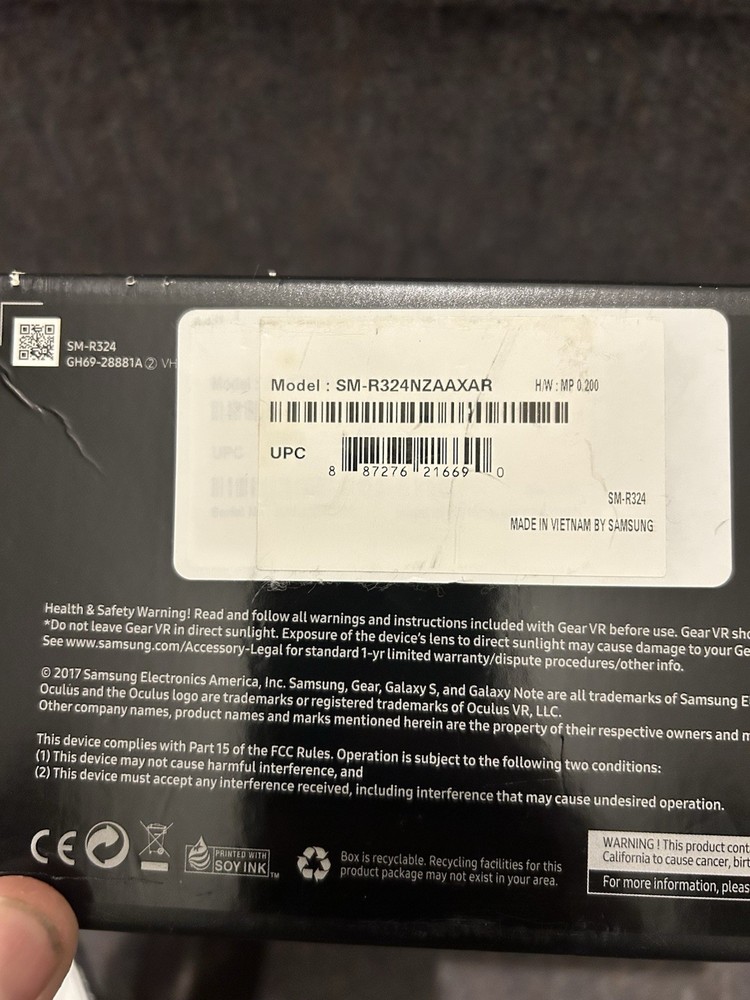 SM-R324
GH69-28881A ② VH
Model : SM-R324NZAAXAR H/W : MP 0.200
UPC
8 87276 21669 0
SM-R324
MADE IN VIETNAM BY SAMSUNG
Health & Safety Warning! Read and follow all warnings and instructions included with Gear VR before use. Gear VR sho
*Do not leave Gear VR in direct sunlight. Exposure of the device's lens to direct sunlight may cause damage to your Ge
See www.samsung.com/Accessory-Legal for standard 1-yr limited warranty/dispute procedures/other info.
© 2017 Samsung Electronics America, Inc. Samsung, Gear, Galaxy S, and Galaxy Note are all trademarks of Samsung E
Oculus and the Oculus logo are trademarks or registered trademarks of Oculus VR, LLC.
Other company names, product names and marks mentioned herein are the property of their respective owners and m
This device complies with Part 15 of the FCC Rules. Operation is subject to the following two conditions:
(1) This device may not cause harmful interference, and
(2) This device must accept any interference received, including interference that may cause undesired operation.
CE
PRINTED WITH
SOY INK™
Box is recyclable. Recycling facilities for this
product package may not exist in your area.
WARNING ! This product cont
California to cause cancer, birt
For more information, pleas